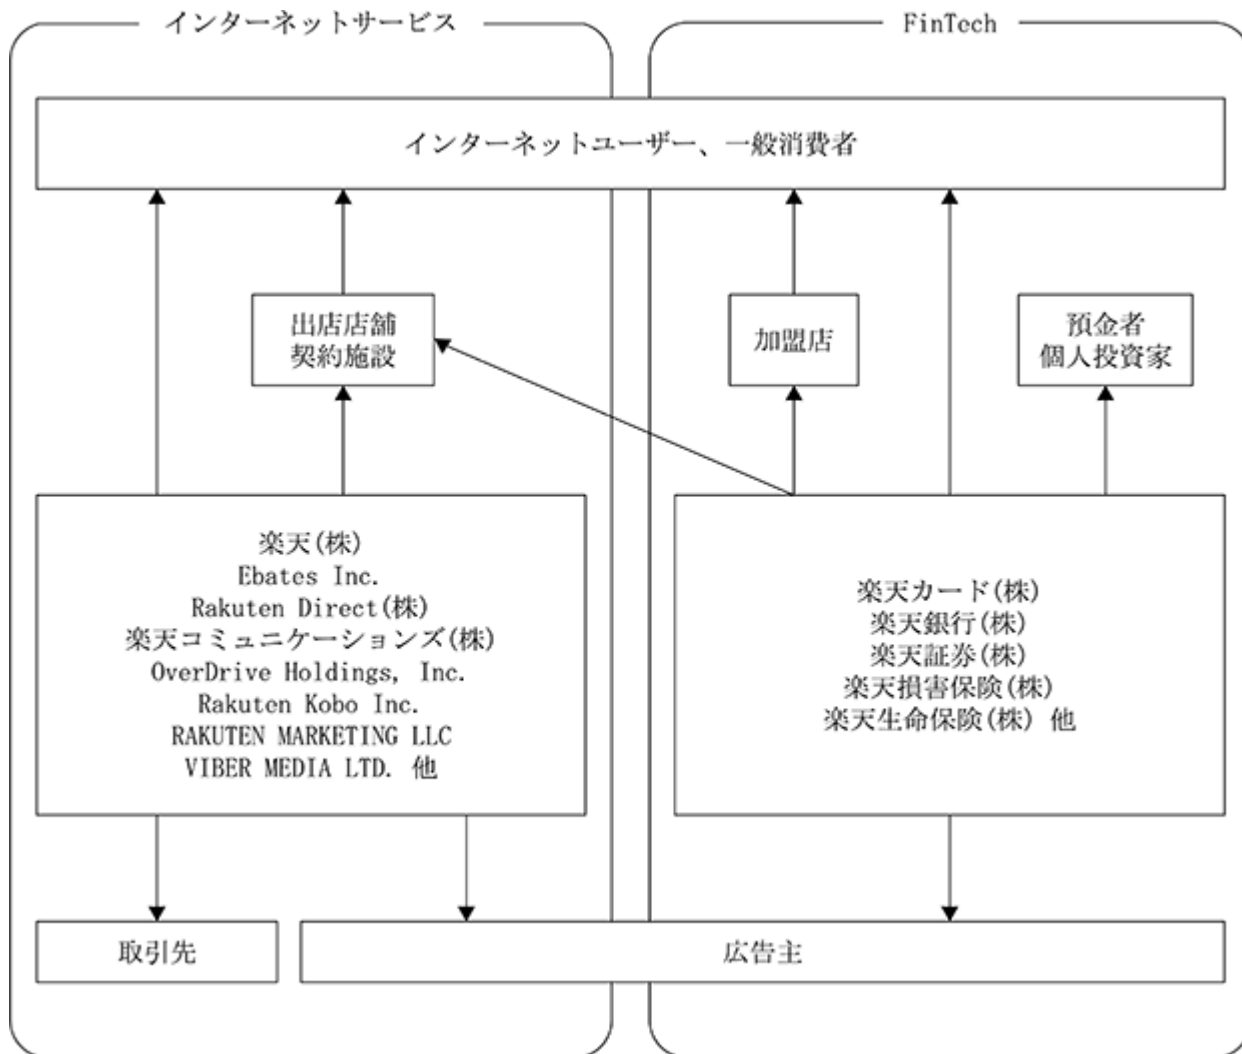 インターネットサービス
FinTech
インターネットユーザー、一般消費者
出店店舗
契約施設
加盟店
預金者
個人投資家
楽天(株)
Ebates Inc.
Rakuten Direct(株)
楽天コミュニケーションズ(株)
OverDrive Holdings, Inc.
Rakuten Kobo Inc.
RAKUTEN MARKETING LLC
VIBER MEDIA LTD. 他
楽天カード(株)
楽天銀行(株)
楽天証券(株)
楽天損害保険(株)
楽天生命保険(株) 他
取引先
広告主